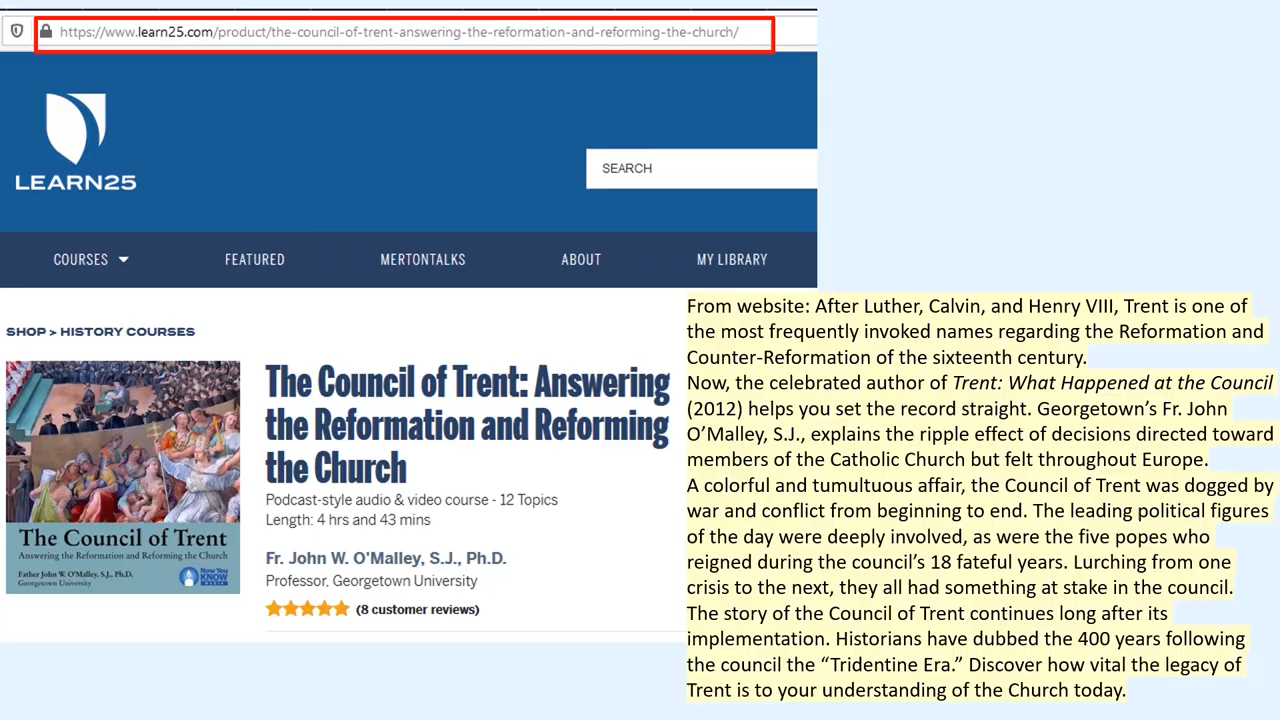 https://www.learn25.com/product/the-council-of-trent-answering-the-reformation-and-reforming-the-church/
LEARN25
SEARCH
COURSES
FEATURED
MERTONTALKS
ABOUT
MY LIBRARY
SHOP > HISTORY COURSES
The Council of Trent
Answering the Reformation and Reforming the Church
Father John W. O'Malley, S.J., Ph.D.
Georgetown University
Now You
KNOW
MEDIA
The Council of Trent: Answering
the Reformation and Reforming
the Church
Podcast-style audio & video course - 12 Topics
Length: 4 hrs and 43 mins
Fr. John W. O'Malley, S.J., Ph.D.
Professor, Georgetown University
(8 customer reviews)
From website: After Luther, Calvin, and Henry VIII, Trent is one of
the most frequently invoked names regarding the Reformation and
Counter-Reformation of the sixteenth century.
Now, the celebrated author of Trent: What Happened at the Council
(2012) helps you set the record straight. Georgetown’s Fr. John
O’Malley, S.J., explains the ripple effect of decisions directed toward
members of the Catholic Church but felt throughout Europe.
A colorful and tumultuous affair, the Council of Trent was dogged by
war and conflict from beginning to end. The leading political figures
of the day were deeply involved, as were the five popes who
reigned during the council’s 18 fateful years. Lurching from one
crisis to the next, they all had something at stake in the council.
The story of the Council of Trent continues long after its
implementation. Historians have dubbed the 400 years following
the council the “Tridentine Era.” Discover how vital the legacy of
Trent is to your understanding of the Church today.